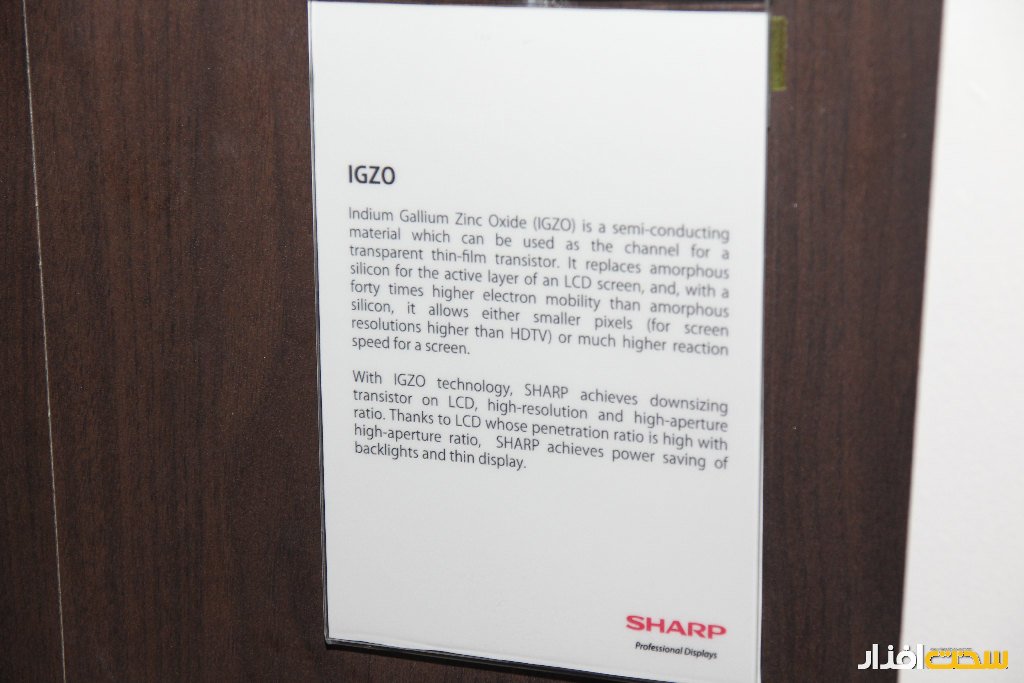 IGZO
Indium Gallium Zinc Oxide (IGZO) is a semi-conducting
material which can be used as the channel for a
transparent thin-film transistor. It replaces amorphous
silicon for the active layer of an LCD screen, and, with a
forty times higher electron mobility than amorphous
silicon, it allows either smaller pixels (for screen
resolutions higher than HDTV) or much higher reaction
speed for a screen.
With IGZO technology, SHARP achieves downsizing
transistor on LCD, high-resolution and high-aperture
ratio. Thanks to LCD whose penetration ratio is high with
high-aperture ratio, SHARP achieves power saving of
backlights and thin display.
SHARP
Professional Displays
سخت‌افزار